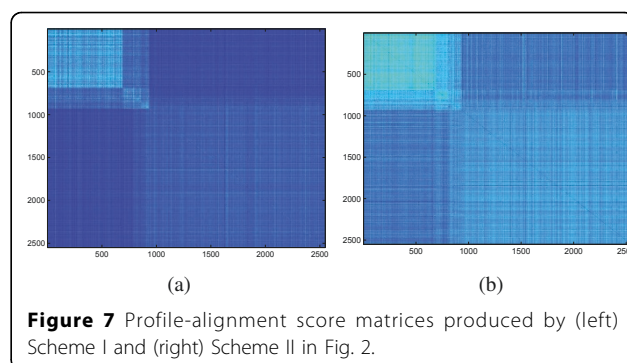 500
1000
1500
2000
2500
500 1000 1500 2000 2500
(a)
500
1000
1500
2000
2500
500 1000 1500 2000 2500
(b)
Figure 7 Profile-alignment score matrices produced by (left)
Scheme I and (right) Scheme II in Fig. 2.